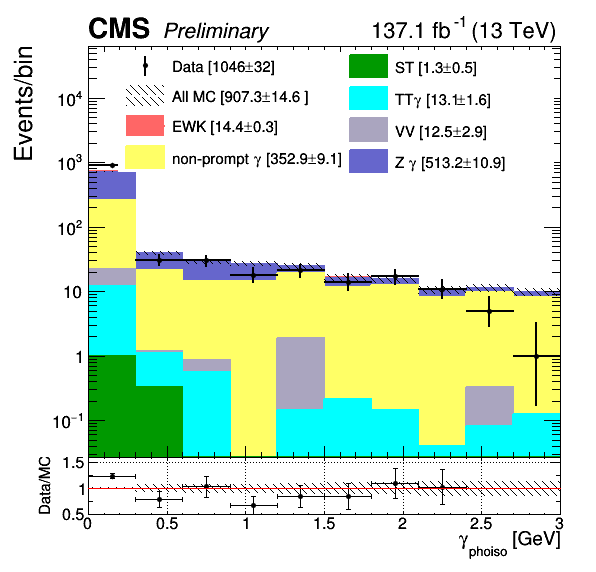 CMS Preliminary 137.1 fb⁻¹ (13 TeV)
Events/bin
Data [1046±32]
All MC [907.3±14.6 ]
EWK [14.4±0.3]
non-prompt γ [352.9±9.1]
ST [1.3±0.5]
TTγ [13.1±1.6]
VV [12.5±2.9]
Z γ [513.2±10.9]
10⁴
10³
10²
10
1
10⁻¹
Data/MC
1.5
1
0.5
0 0.5 1 1.5 2 2.5 3
γ_phoiso [GeV]